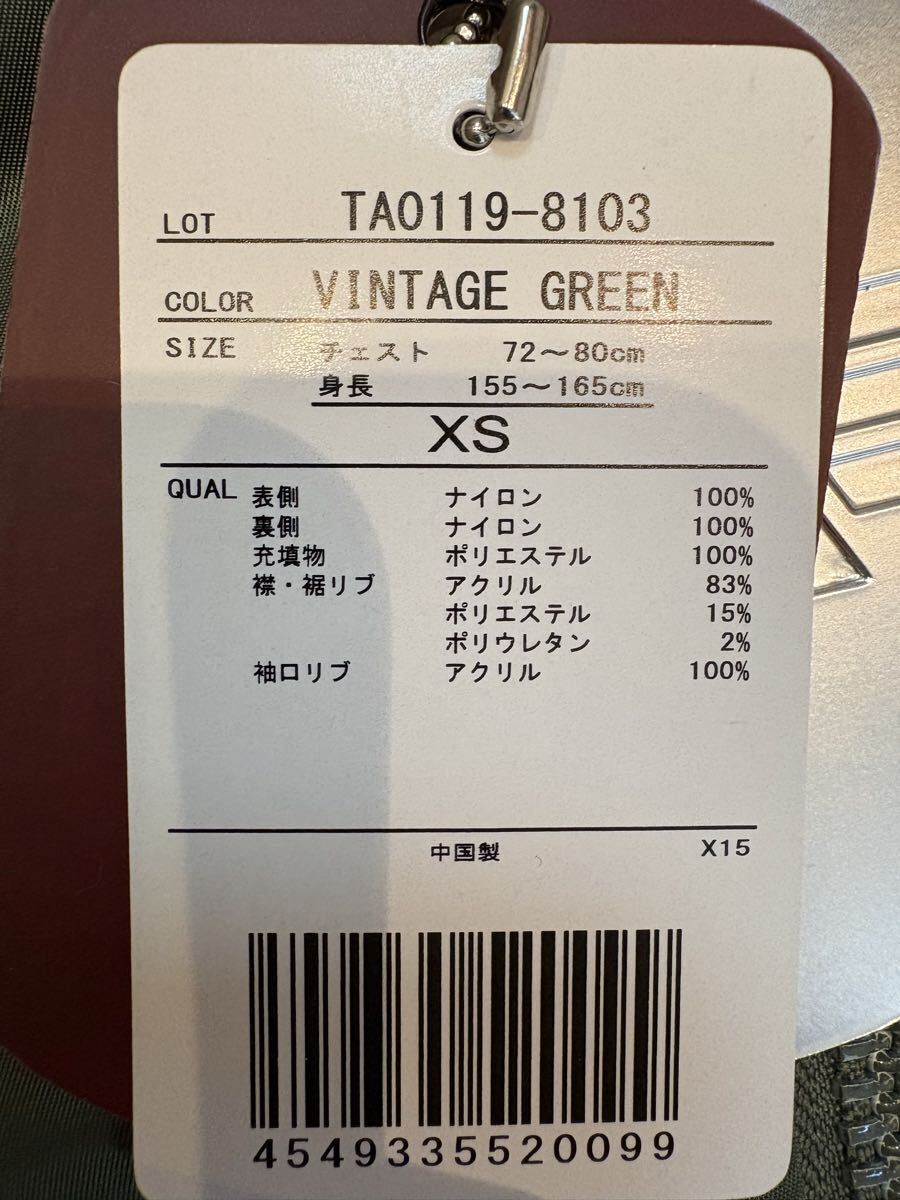 LOT TA0119-8103
COLOR VINTAGE GREEN
SIZE チェスト 72～80cm
身長 155～165cm
XS
QUAL 表側 ナイロン 100%
裏側 ナイロン 100%
充填物 ポリエステル 100%
襟・裾リブ アクリル 83%
ポリエステル 15%
ポリウレタン 2%
袖口リブ アクリル 100%
中国製 X15
4549335520099